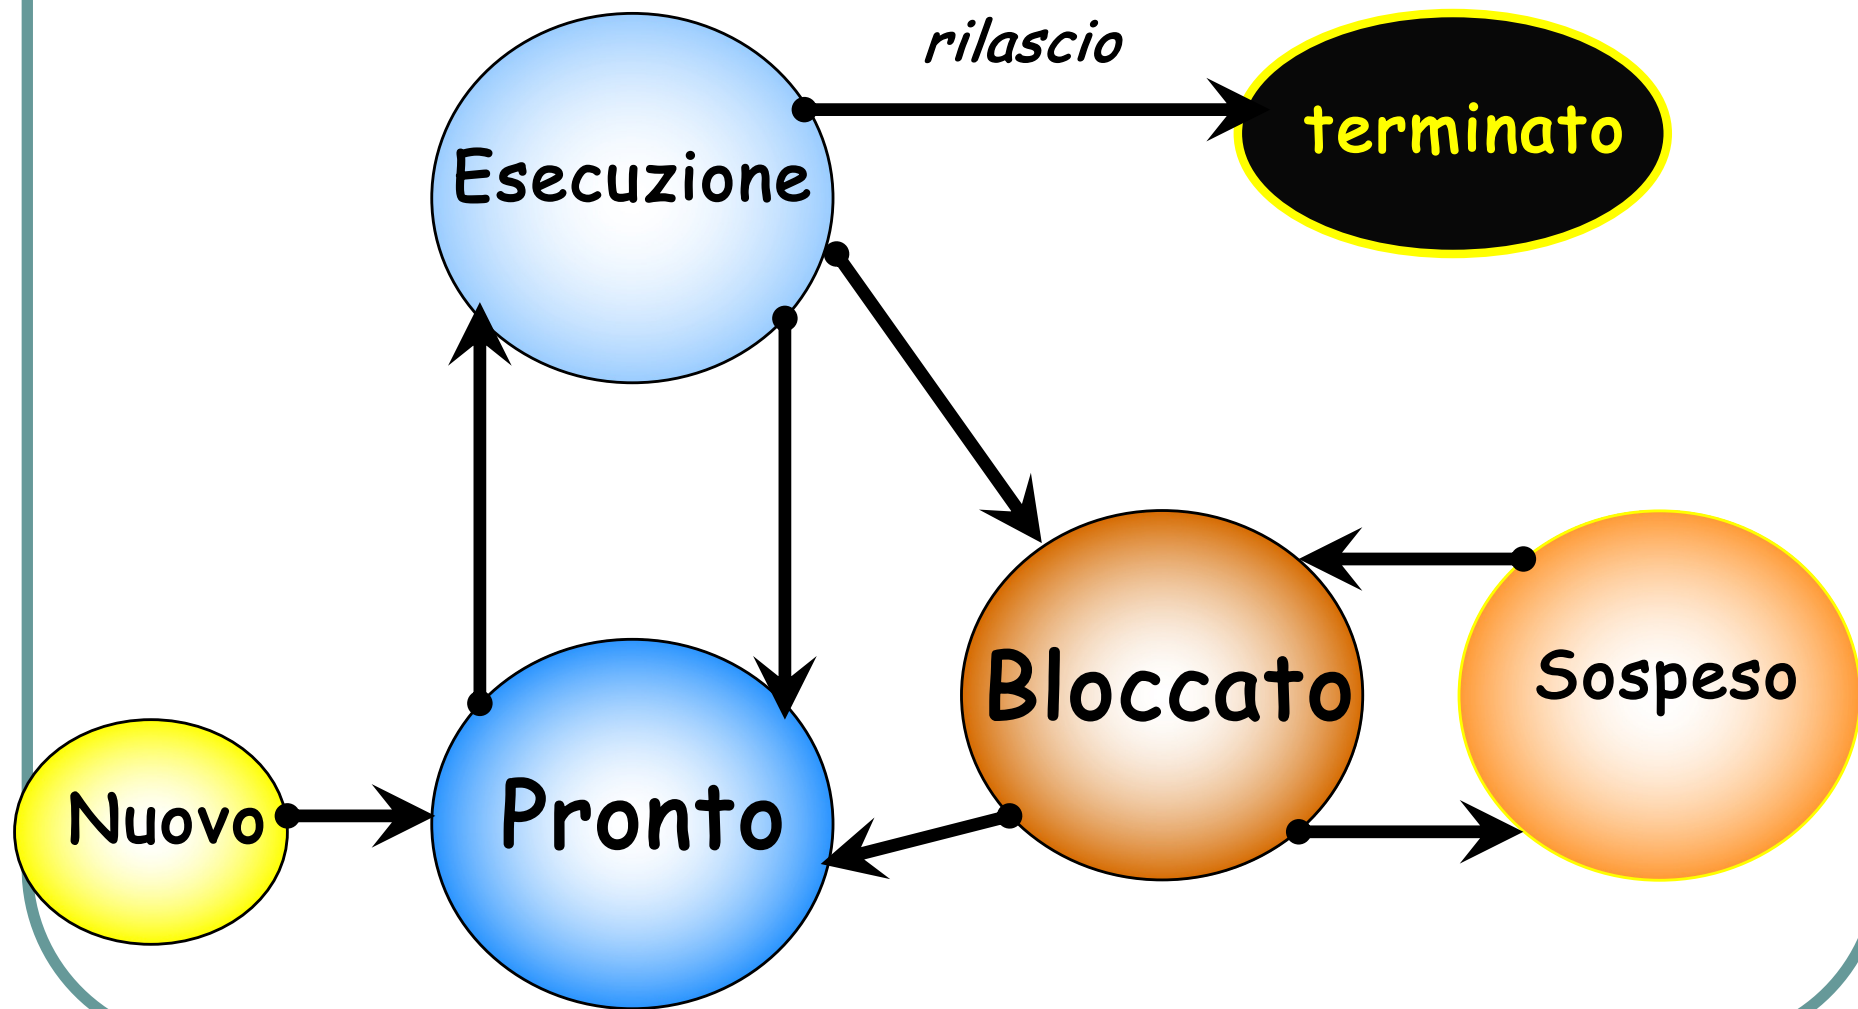 rilascio
Esecuzione
terminato
Bloccato
Sospeso
Nuovo
Pronto